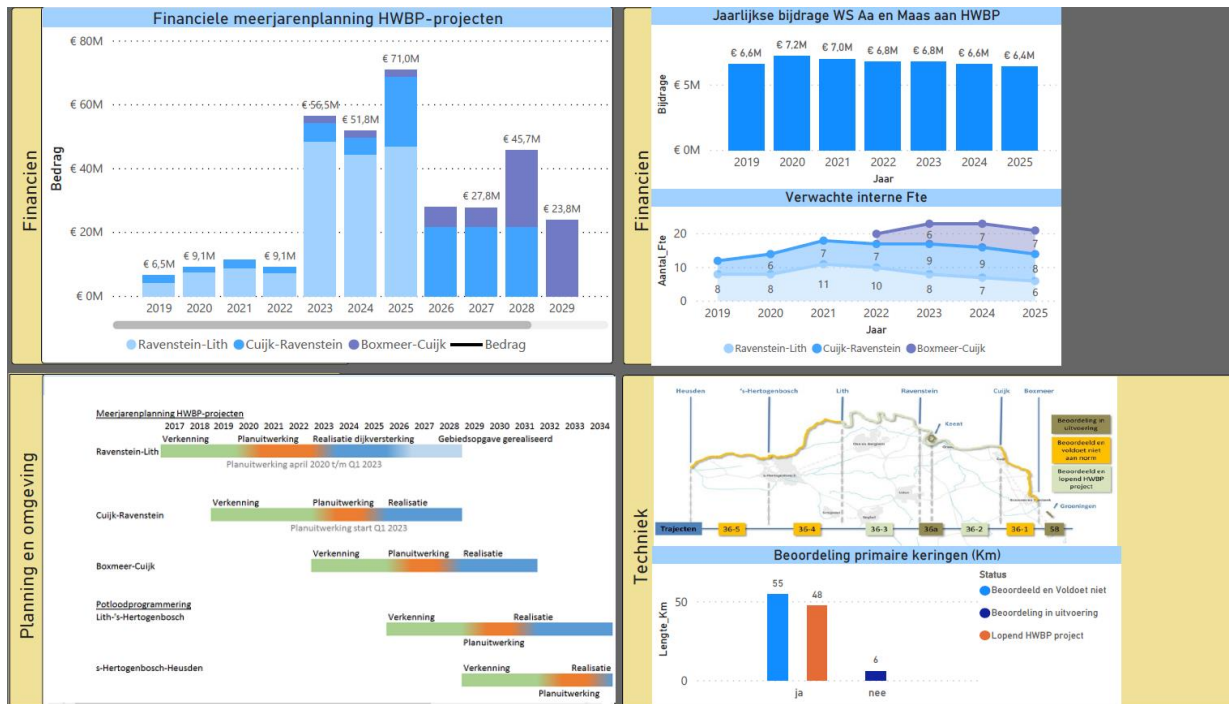 Financiele meerjarenplanning HWBP-projecten
Financien
Bedrag
€ 80M
€ 60M
€ 40M
€ 20M
€ 0M
€ 6,5M
€ 9,1M
€ 9,1M
€ 56,5M
€ 51,8M
€ 71,0M
€ 27,8M
€ 45,7M
€ 23,8M
2019 2020 2021 2022 2023 2024 2025 2026 2027 2028 2029
Ravenstein-Lith Cuijk-Ravenstein Boxmeer-Cuijk Bedrag
Financien
Jaarlijkse bijdrage WS Aa en Maas aan HWBP
€ 6,6M € 7,2M € 7,0M € 6,8M € 6,8M € 6,6M € 6,4M
Bijdrage
€ 5M
€ 0M
2019 2020 2021 2022 2023 2024 2025
Jaar
Verwachte interne Fte
Aantal_Fte
20
10
0
6 7 7
6 7 7 9 9 8
8 8 11 10 8 7 6
2019 2020 2021 2022 2023 2024 2025
Jaar
Ravenstein-Lith Cuijk-Ravenstein Boxmeer-Cuijk
Planning en omgeving
Meerjarenplanning HWBP-projecten
2017 2018 2019 2020 2021 2022 2023 2024 2025 2026 2027 2028 2029 2030 2031 2032 2033 2034
Verkenning Planuitwerking Realisatie dijkversterking Gebiedsopgave gerealiseerd
Ravenstein-Lith
Planuitwerking april 2020 t/m Q1 2023
Verkenning Planuitwerking Realisatie
Cuijk-Ravenstein
Planuitwerking start Q1 2023
Verkenning Planuitwerking Realisatie
Boxmeer-Cuijk
Potloodprogrammering
Lith-'s-Hertogenbosch
Verkenning Realisatie
Planuitwerking
s-Hertogenbosch-Heusden
Verkenning Realisatie
Planuitwerking
Techniek
Heusden 's-Hertogenbosch Lith Ravenstein Cuijk Boxmeer
Keent
Groeningen
Beoordeling in
uitvoering
Beoordeeld en
voldoet niet
aan norm
Beoordeeld en
lopend HWBP
project
Trajecten 36-5 36-4 36-3 36a 36-2 36-1 58
Beoordeling primaire keringen (Km)
Lengte_Km
50
0
55
48
6
ja nee
Status
Beoordeeld en Voldoet niet
Beoordeling in uitvoering
Lopend HWBP project